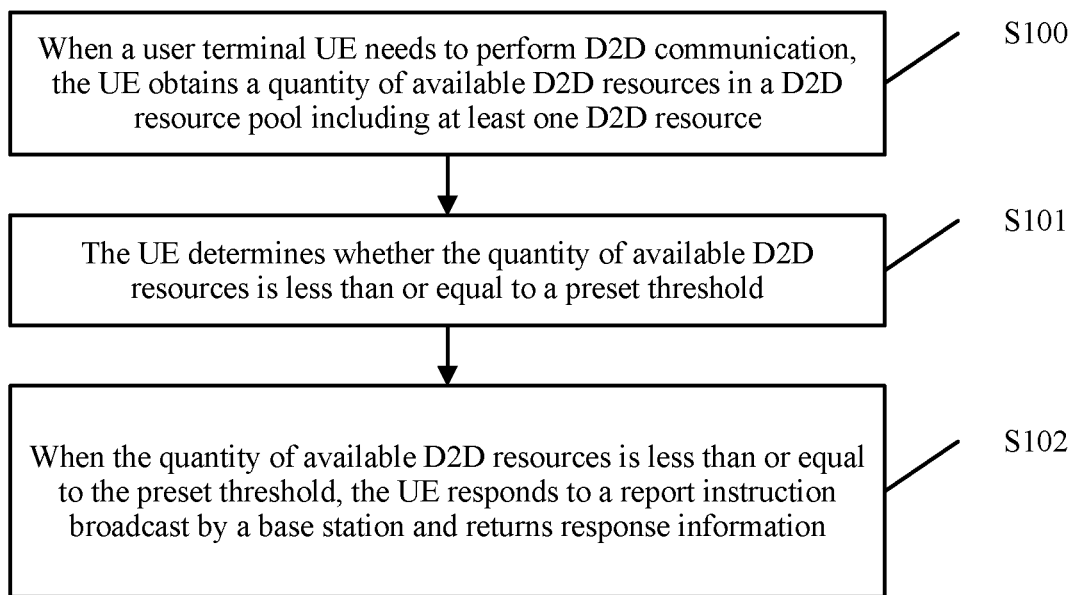 When a user terminal UE needs to perform D2D communication,
the UE obtains a quantity of available D2D resources in a D2D
resource pool including at least one D2D resource
S100
The UE determines whether the quantity of available D2D
resources is less than or equal to a preset threshold
S101
When the quantity of available D2D resources is less than or equal
to the preset threshold, the UE responds to a report instruction
broadcast by a base station and returns response information
S102